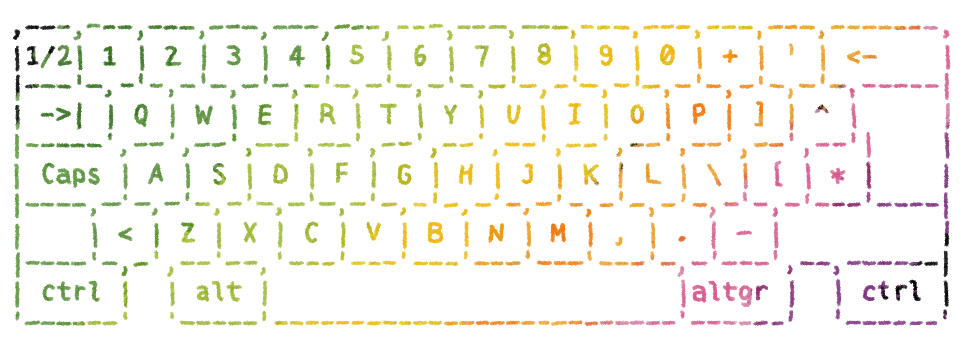 1/2 1 2 3 4 5 6 7 8 9 0 + ' <-
->| Q W E R T Y U I O P ] ^
Caps A S D F G H J K L \ [ *
< Z X C V B N M , . -
ctrl alt altgr ctrl